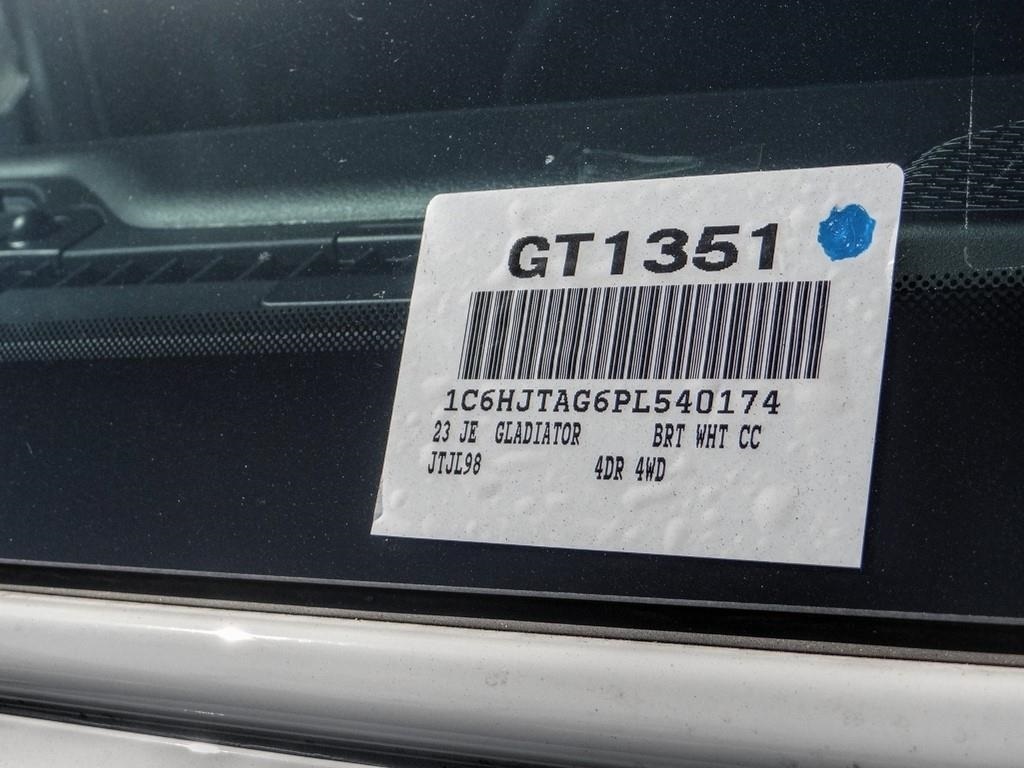 GT1351
1C6HJTAG6PL540174
23 JE GLADIATOR BRT WHT CC
JTJL98 4DR 4WD